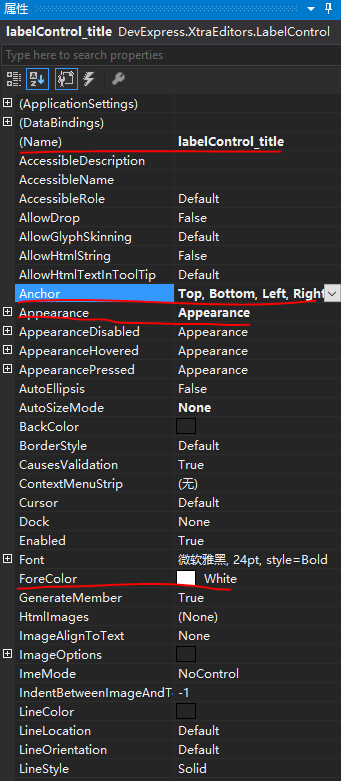 属性
labelControl_title DevExpress.XtraEditors.LabelControl
Type here to search properties
(ApplicationSettings)
(DataBindings)
(Name) labelControl_title
AccessibleDescription
AccessibleName
AccessibleRole Default
AllowDrop False
AllowGlyphSkinning Default
AllowHtmlString False
AllowHtmlTextInToolTip Default
Anchor Top, Bottom, Left, Right
Appearance Appearance
AppearanceDisabled Appearance
AppearanceHovered Appearance
AppearancePressed Appearance
AutoEllipsis False
AutoSizeMode None
BackColor
BorderStyle Default
CausesValidation True
ContextMenuStrip (无)
Cursor Default
Dock None
Enabled True
Font 微软雅黑, 24pt, style=Bold
ForeColor White
GenerateMember True
HtmlImages (None)
ImageAlignToText None
ImageOptions
ImeMode NoControl
IndentBetweenImageAndT -1
LineColor
LineLocation Default
LineOrientation Default
LineStyle Solid